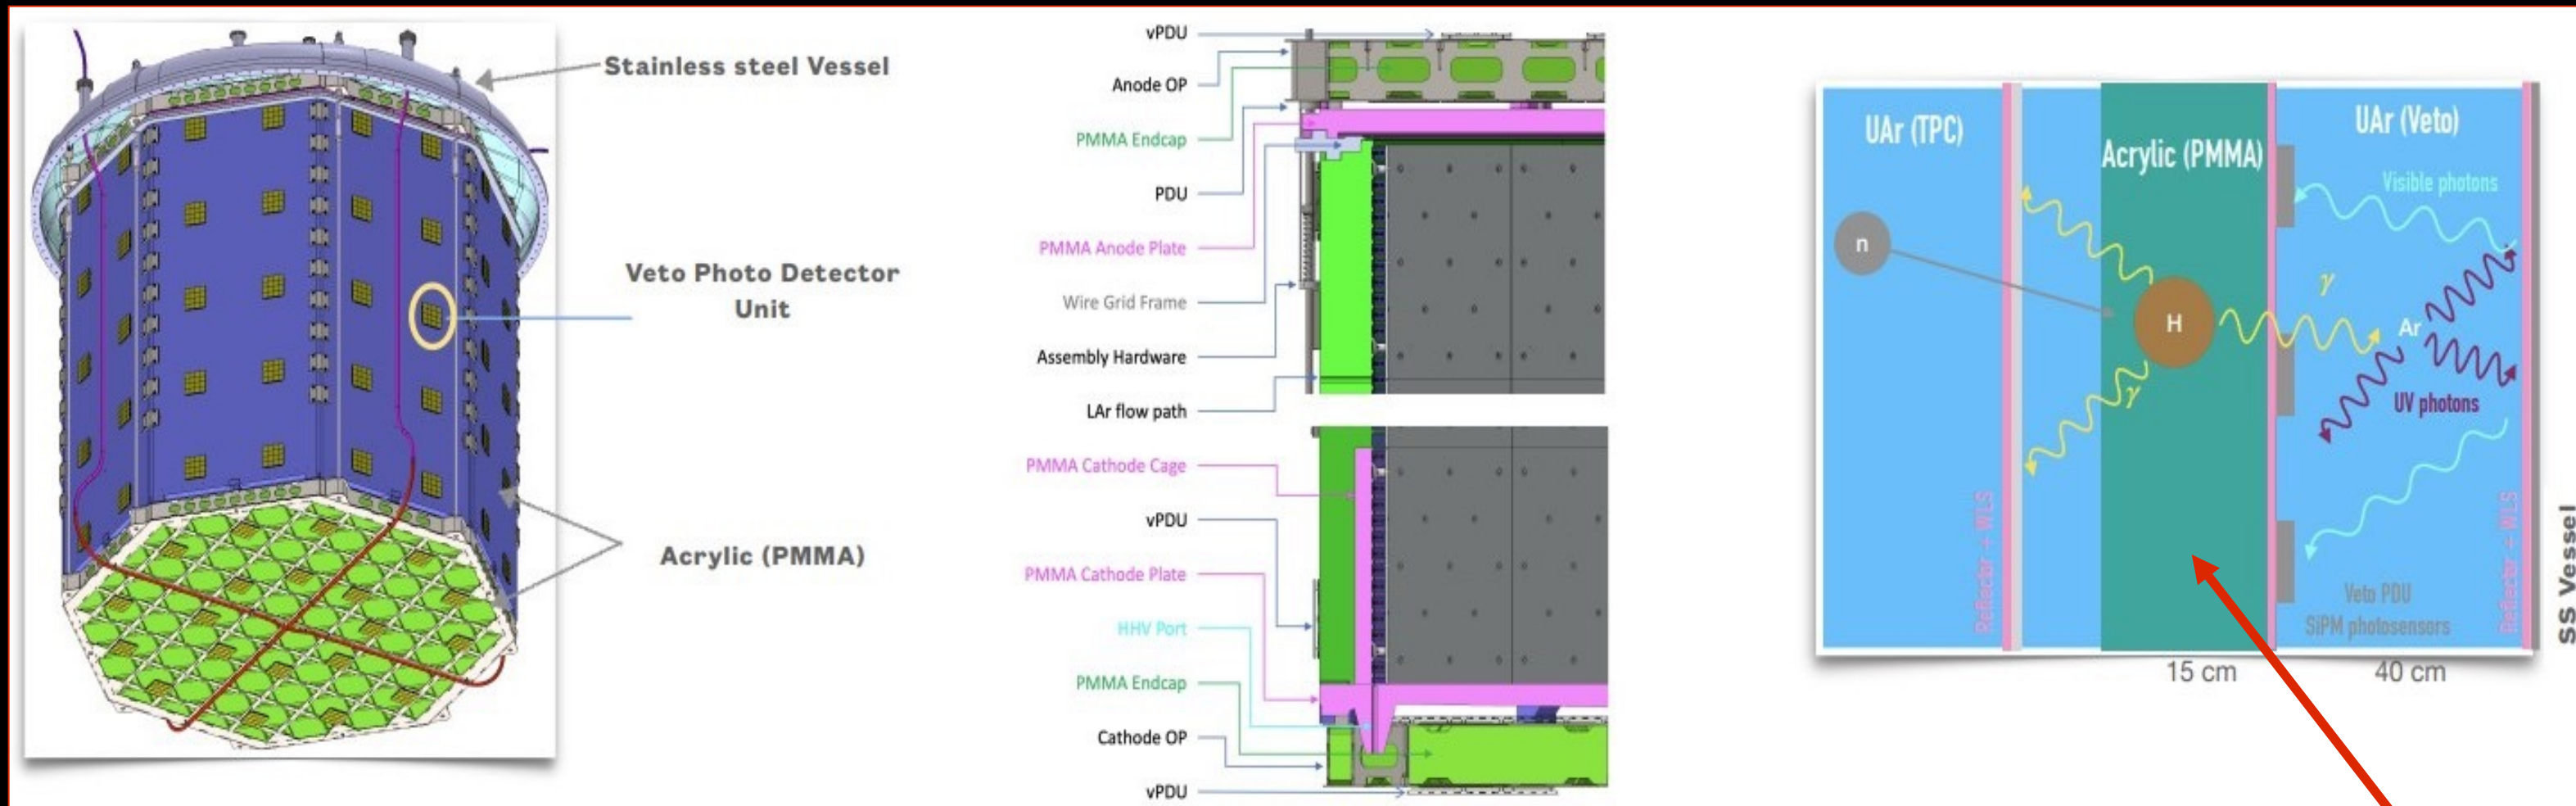 Stainless steel Vessel
Veto Photo Detector
Unit
Acrylic (PMMA)
vPDU
Anode OP
PMMA Endcap
PDU
PMMA Anode Plate
Wire Grid Frame
Assembly Hardware
LAr flow path
PMMA Cathode Cage
vPDU
PMMA Cathode Plate
HHV Port
PMMA Endcap
Cathode OP
vPDU
UAr (TPC)
Acrylic (PMMA)
UAr (Veto)
Visible photons
n
γ
H
Ar
γ
UV photons
Reflector + WLS
Veto PDU
SiPM photosensors
Reflector + WLS
SS Vessel
15 cm
40 cm